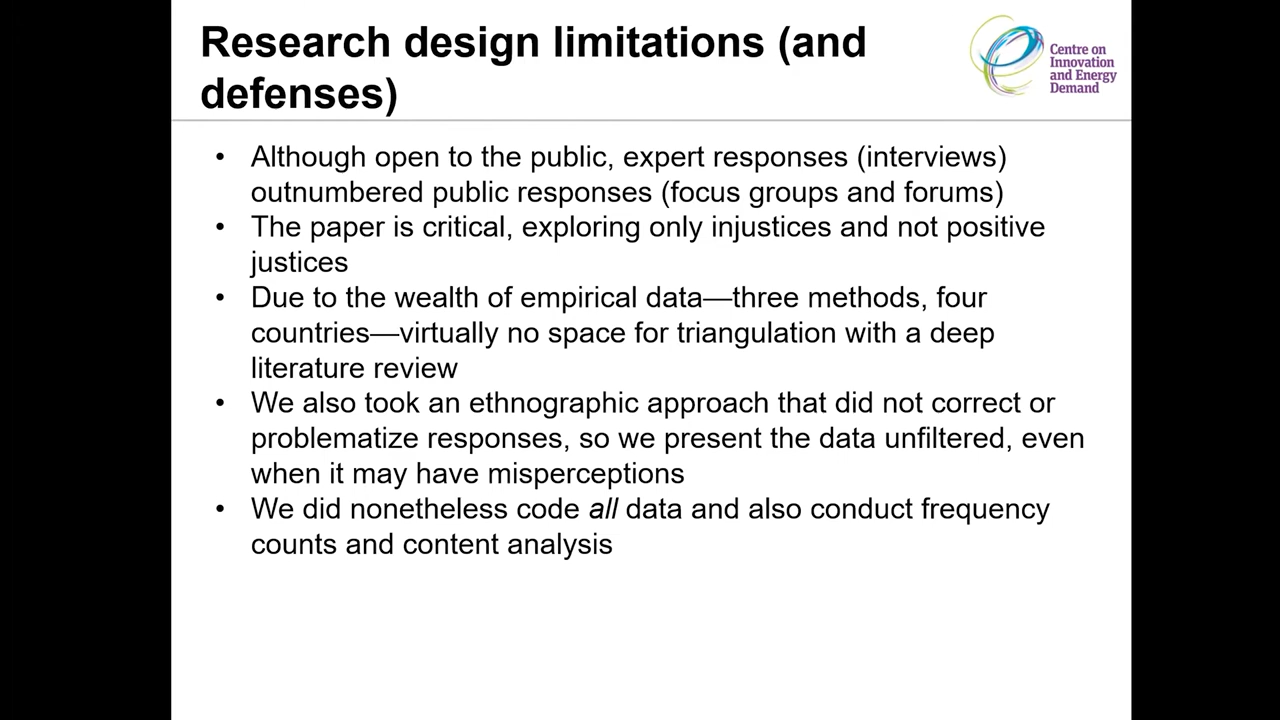 Research design limitations (and
defenses)
Centre on
Innovation
and Energy
Demand
• Although open to the public, expert responses (interviews)
outnumbered public responses (focus groups and forums)
• The paper is critical, exploring only injustices and not positive
justices
• Due to the wealth of empirical data—three methods, four
countries—virtually no space for triangulation with a deep
literature review
• We also took an ethnographic approach that did not correct or
problematize responses, so we present the data unfiltered, even
when it may have misperceptions
• We did nonetheless code all data and also conduct frequency
counts and content analysis